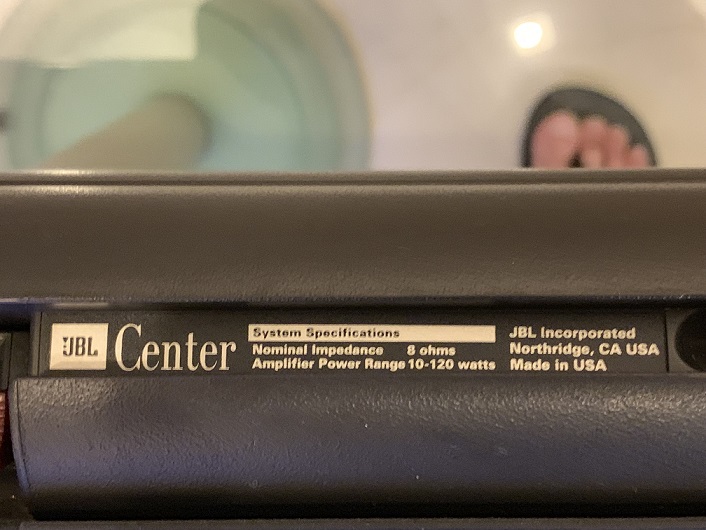 JBL Center
System Specifications
Nominal Impedance 8 ohms
Amplifier Power Range 10-120 watts
JBL Incorporated
Northridge, CA USA
Made in USA